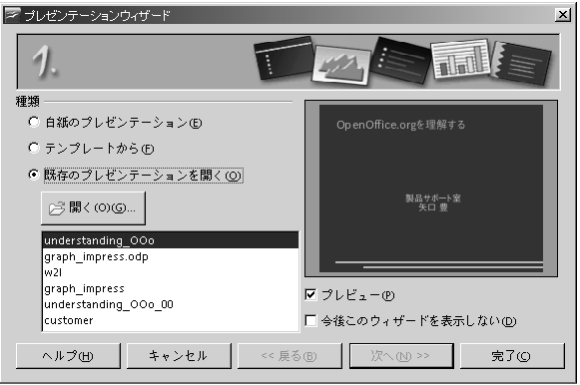 プレゼンテーションウィザード
1.
種類
白紙のプレゼンテーション(E)
テンプレートから(F)
既存のプレゼンテーションを開く(O)
開く(O)(G)...
understanding_OOo
graph_impress.odp
w2l
graph_impress
understanding_OOo_00
customer
OpenOffice.orgを理解する
製品サポート室
矢口 豊
プレビュー(P)
今後このウィザードを表示しない(D)
ヘルプ(H)
キャンセル
<< 戻る(B)
次へ(N) >>
完了(C)